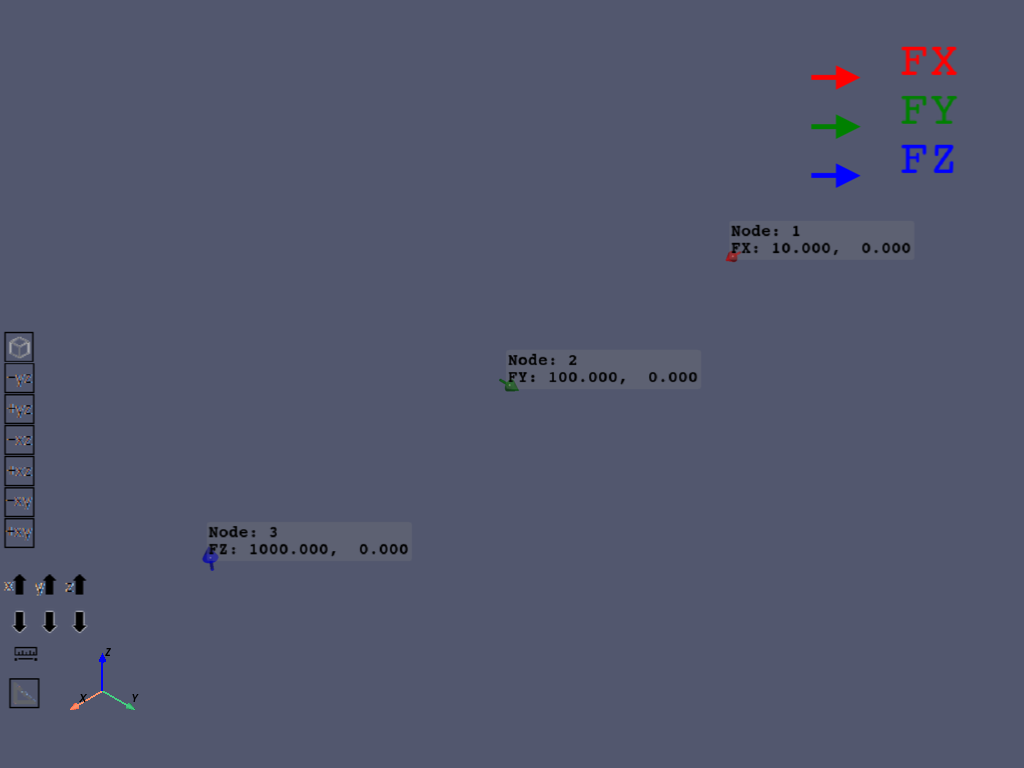 FX
FY
FZ
Node: 1
FX: 10.000,  0.000
Node: 2
FY: 100.000,  0.000
Node: 3
FZ: 1000.000,  0.000
-yz
+yz
-xz
+xz
-xy
+xy
x y z
Z
X Y